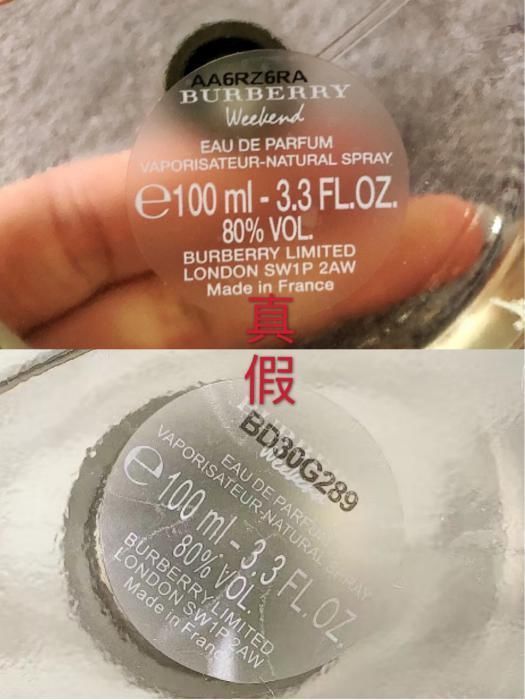 AA6RZ6RA
BURBERRY
Weekend
EAU DE PARFUM
VAPORISATEUR-NATURAL SPRAY
e100 ml - 3.3 FL.OZ.
80% VOL.
BURBERRY LIMITED
LONDON SW1P 2AW
Made in France
真
假
BD30G289
EAU DE PARFUM
VAPORISATEUR-NATURAL SPRAY
e 100 ml - 3.3 FL. OZ.
80% VOL.
BURBERRY LIMITED
LONDON SW1P 2AW
Made in France